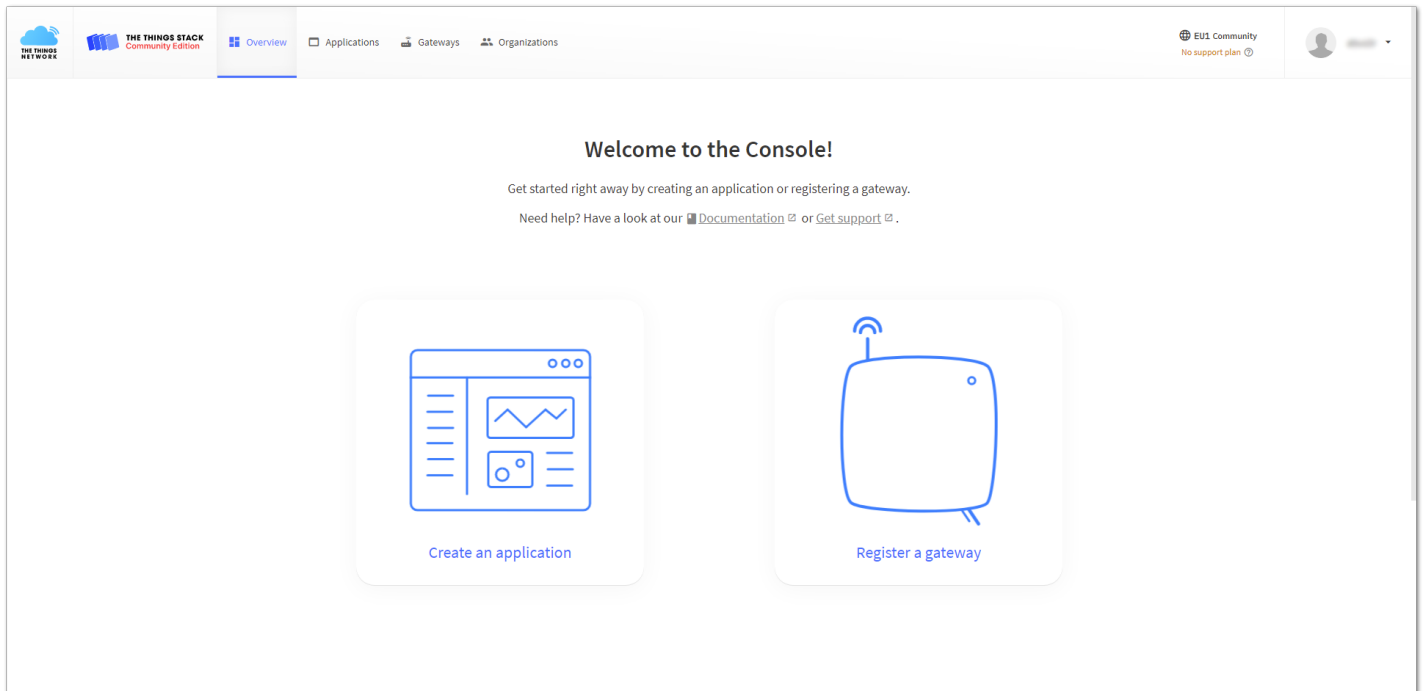 THE THINGS
NETWORK
THE THINGS STACK
Community Edition
Overview
Applications
Gateways
Organizations
EU1 Community
No support plan
Welcome to the Console!
Get started right away by creating an application or registering a gateway.
Need help? Have a look at our Documentation or Get support .
Create an application
Register a gateway